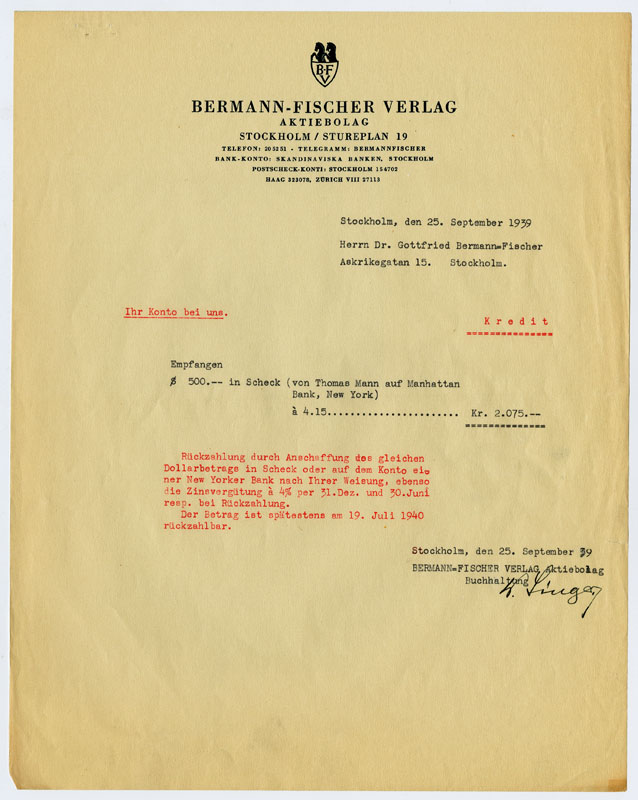 B·F
V
BERMANN-FISCHER VERLAG
AKTIEBOLAG
STOCKHOLM / STUREPLAN 19
TELEFON: 20 52 51 · TELEGRAMM: BERMANNFISCHER
BANK-KONTO: SKANDINAVISKA BANKEN, STOCKHOLM
POSTSCHECK-KONTI: STOCKHOLM 154702
HAAG 323078, ZÜRICH VIII 27113
Stockholm, den 25. September 1939
Herrn Dr. Gottfried Bermann=Fischer
Askrikegatan 15. Stockholm.
Ihr Konto bei uns.
Kredit
Empfangen
$ 500.-- in Scheck (von Thomas Mann auf Manhattan
Bank, New York)
à 4.15...................... Kr. 2.075.--
Rückzahlung durch Anschaffung des gleichen
Dollarbetrags in Scheck oder auf dem Konto ei=
ner New Yorker Bank nach Ihrer Weisung, ebenso
die Zinsvergütung à 4% per 31.Dez. und 30.Juni
resp. bei Rückzahlung.
Der Betrag ist spätestens am 19. Juli 1940
rückzahlbar.
Stockholm, den 25. September 39
BERMANN=FISCHER VERLAG Aktiebolag
Buchhaltung
K. Singer